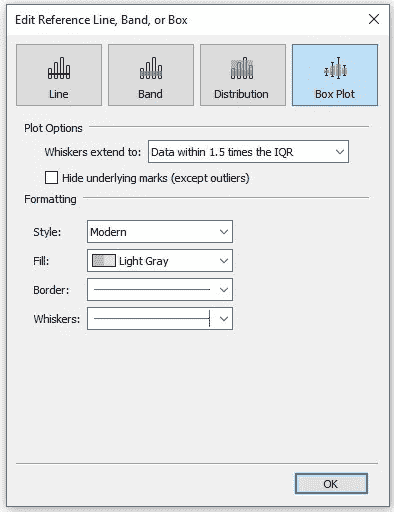 Edit Reference Line, Band, or Box
Line Band Distribution Box Plot
Plot Options
Whiskers extend to: Data within 1.5 times the IQR
Hide underlying marks (except outliers)
Formatting
Style: Modern
Fill: Light Gray
Border:
Whiskers:
OK